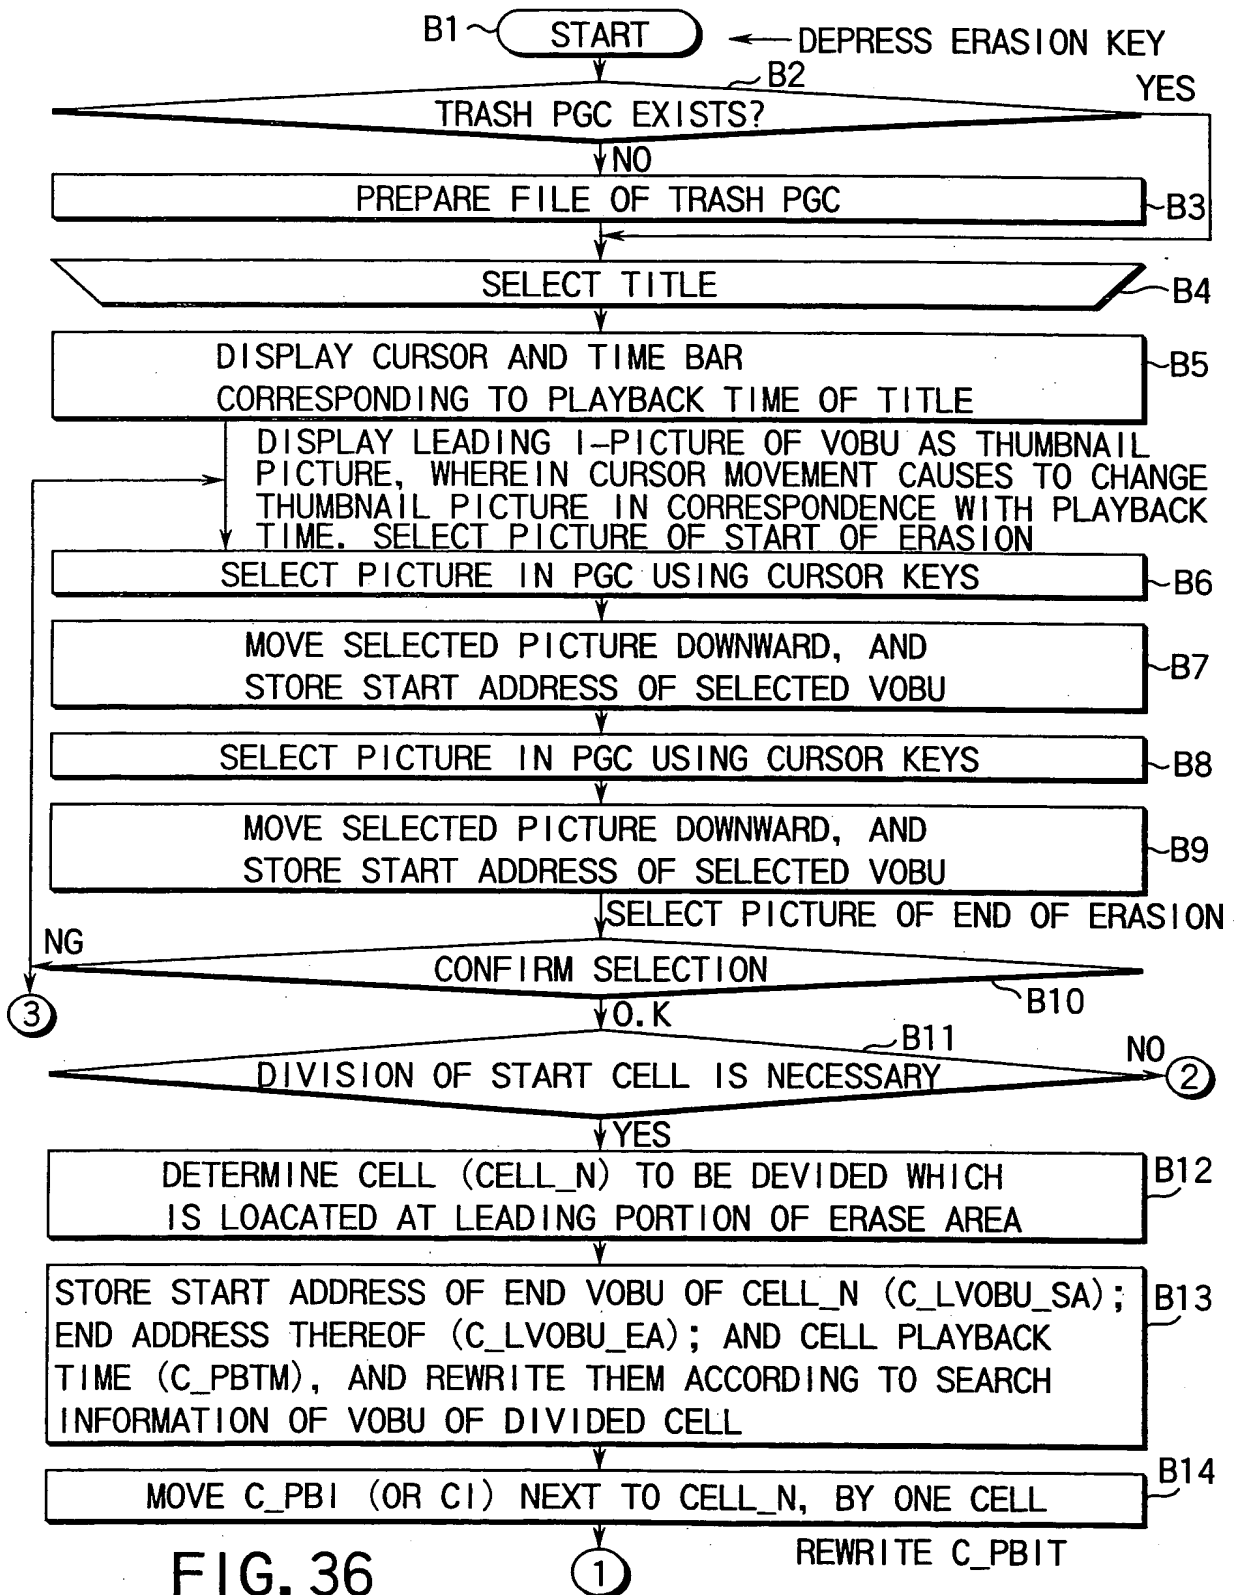 B1
START
DEPRESS ERASION KEY
B2
YES
TRASH PGC EXISTS?
NO
PREPARE FILE OF TRASH PGC
B3
SELECT TITLE
B4
DISPLAY CURSOR AND TIME BAR
CORRESPONDING TO PLAYBACK TIME OF TITLE
B5
DISPLAY LEADING I-PICTURE OF VOBU AS THUMBNAIL
PICTURE, WHEREIN CURSOR MOVEMENT CAUSES TO CHANGE
THUMBNAIL PICTURE IN CORRESPONDENCE WITH PLAYBACK
TIME. SELECT PICTURE OF START OF ERASION
SELECT PICTURE IN PGC USING CURSOR KEYS
B6
MOVE SELECTED PICTURE DOWNWARD, AND
STORE START ADDRESS OF SELECTED VOBU
B7
SELECT PICTURE IN PGC USING CURSOR KEYS
B8
MOVE SELECTED PICTURE DOWNWARD, AND
STORE START ADDRESS OF SELECTED VOBU
B9
SELECT PICTURE OF END OF ERASION
NG
CONFIRM SELECTION
B10
3
O.K
B11
DIVISION OF START CELL IS NECESSARY
NO
2
YES
DETERMINE CELL (CELL_N) TO BE DEVIDED WHICH
IS LOACATED AT LEADING PORTION OF ERASE AREA
B12
STORE START ADDRESS OF END VOBU OF CELL_N (C_LVOBU_SA);
END ADDRESS THEREOF (C_LVOBU_EA); AND CELL PLAYBACK
TIME (C_PBTM), AND REWRITE THEM ACCORDING TO SEARCH
INFORMATION OF VOBU OF DIVIDED CELL
B13
MOVE C_PBI (OR CI) NEXT TO CELL_N, BY ONE CELL
B14
REWRITE C_PBIT
1
FIG. 36